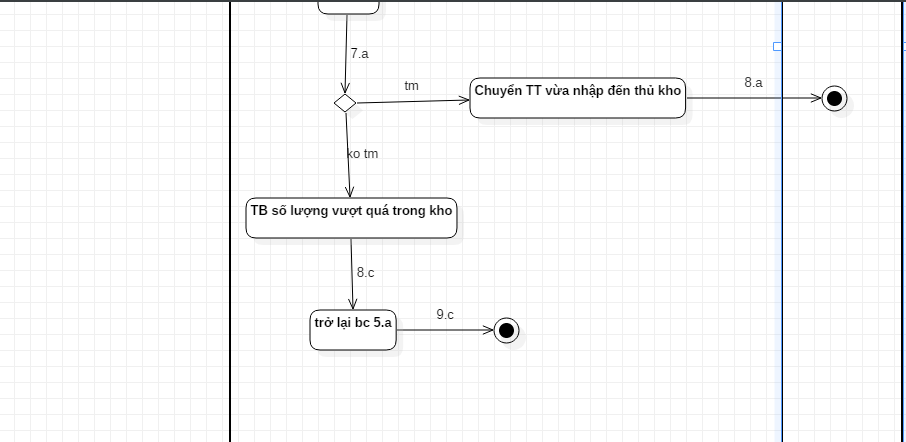 7.a
tm
Chuyển TT vừa nhập đến thủ kho
8.a
ko tm
TB số lượng vượt quá trong kho
8.c
trở lại bc 5.a
9.c